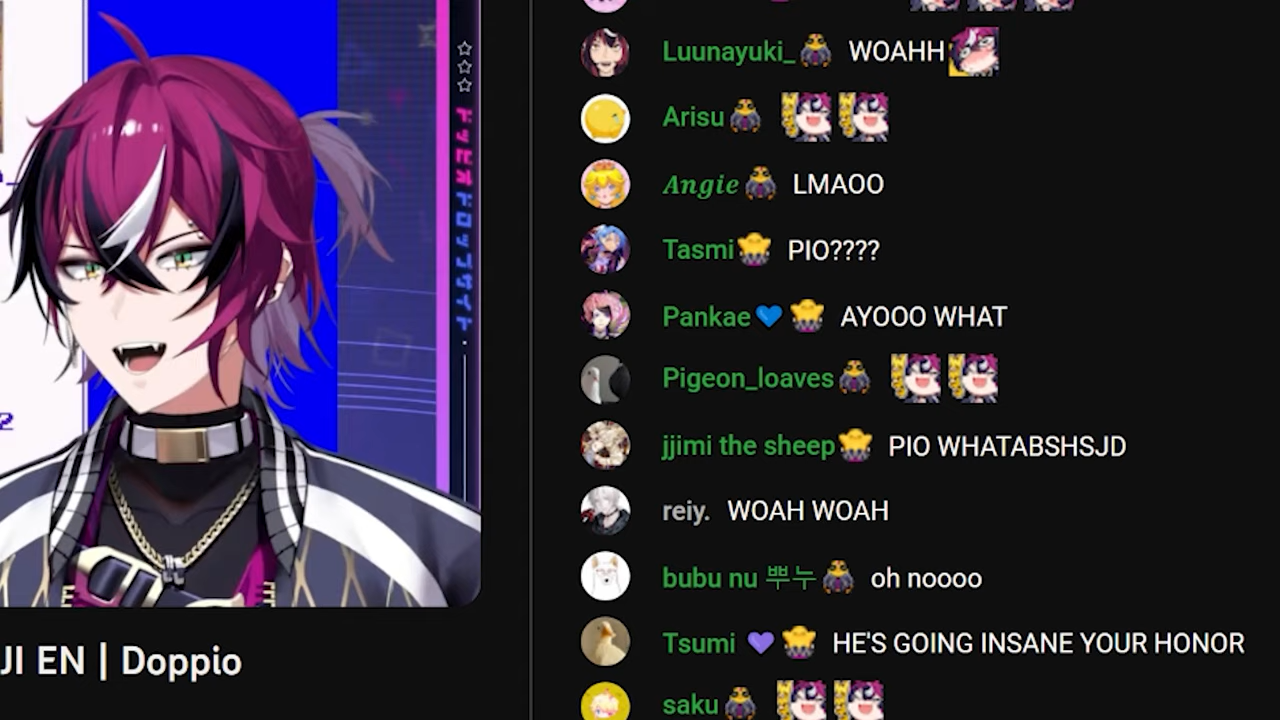 Luunayuki_ WOAHH
Arisu
Angie LMAOO
Tasmi PIO????
Pankae AYOOO WHAT
Pigeon_loaves
jjimi the sheep PIO WHATABSHSJD
reiy. WOAH WOAH
bubu nu 뿌누 oh noooo
Tsumi HE'S GOING INSANE YOUR HONOR
saku
JI EN | Doppio